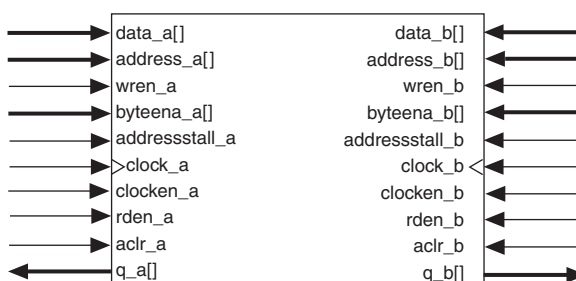 data_a[] data_b[]
address_a[] address_b[]
wren_a wren_b
byteena_a[] byteena_b[]
addressstall_a addressstall_b
clock_a clock_b
clocken_a clocken_b
rden_a rden_b
aclr_a aclr_b
q_a[] q_b[]